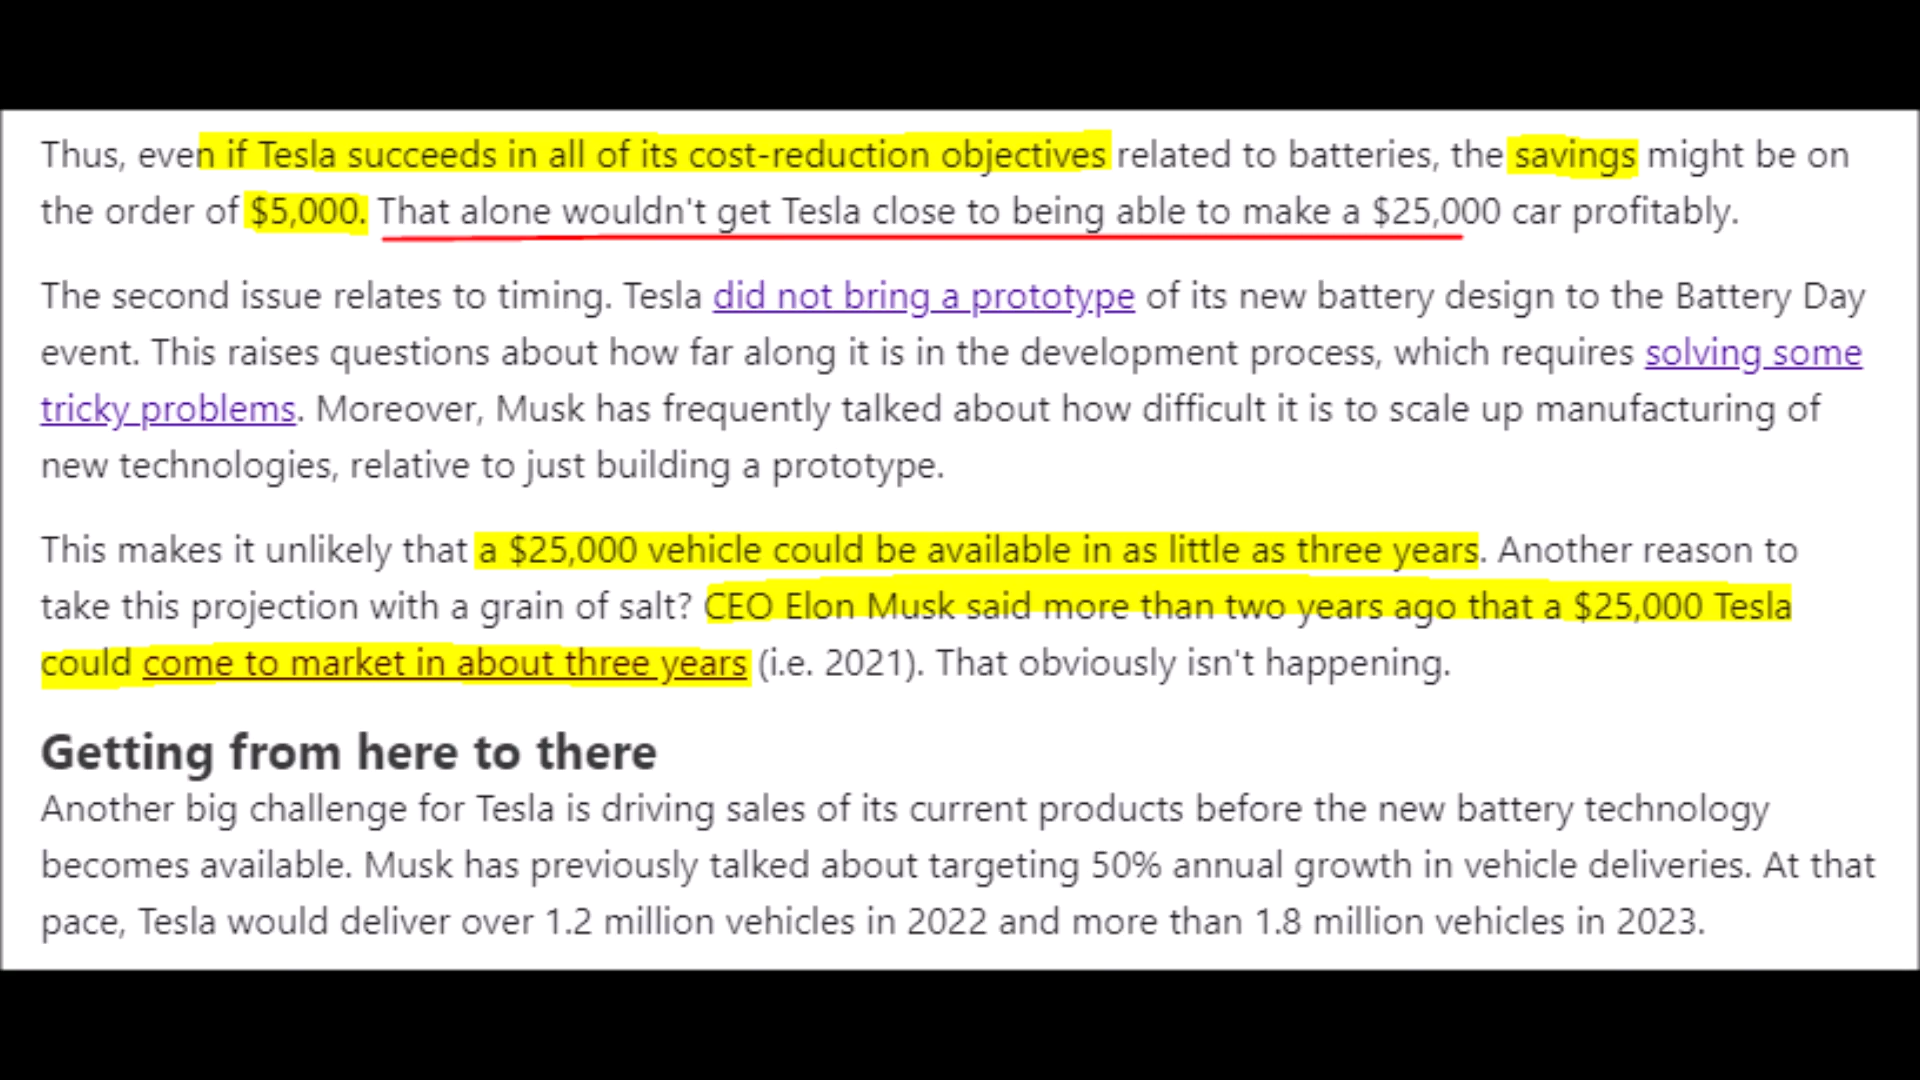 Thus, even if Tesla succeeds in all of its cost-reduction objectives related to batteries, the savings might be on
the order of $5,000. That alone wouldn't get Tesla close to being able to make a $25,000 car profitably.
The second issue relates to timing. Tesla did not bring a prototype of its new battery design to the Battery Day
event. This raises questions about how far along it is in the development process, which requires solving some
tricky problems. Moreover, Musk has frequently talked about how difficult it is to scale up manufacturing of
new technologies, relative to just building a prototype.
This makes it unlikely that a $25,000 vehicle could be available in as little as three years. Another reason to
take this projection with a grain of salt? CEO Elon Musk said more than two years ago that a $25,000 Tesla
could come to market in about three years (i.e. 2021). That obviously isn't happening.
Getting from here to there
Another big challenge for Tesla is driving sales of its current products before the new battery technology
becomes available. Musk has previously talked about targeting 50% annual growth in vehicle deliveries. At that
pace, Tesla would deliver over 1.2 million vehicles in 2022 and more than 1.8 million vehicles in 2023.